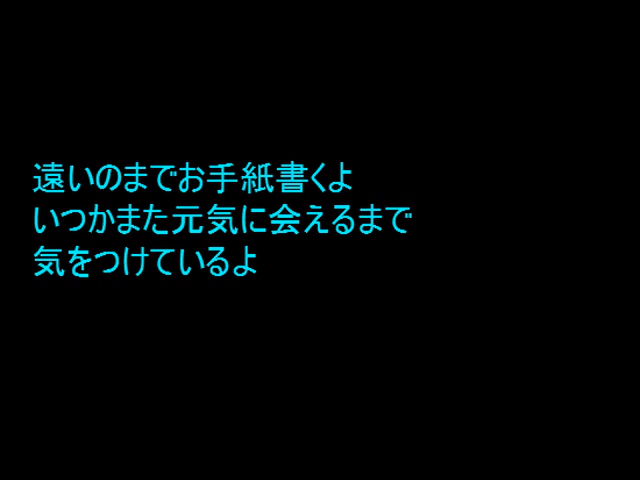 遠いのまでお手紙書くよ
いつかまた元気に会えるまで
気をつけているよ